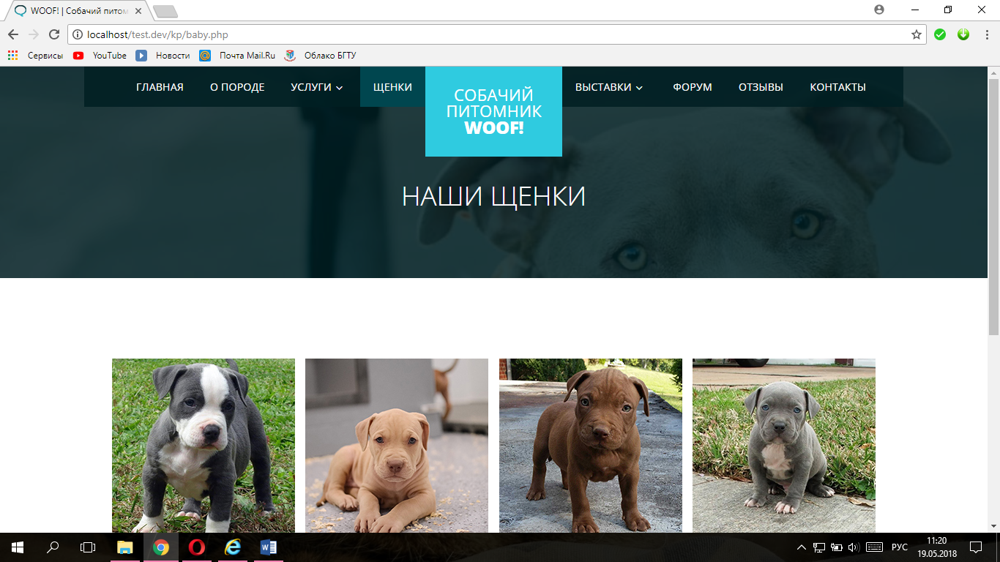 WOOF! | Собачий питом
localhost/test.dev/kp/baby.php
Сервисы YouTube Новости Почта Mail.Ru Облако БГТУ
ГЛАВНАЯ О ПОРОДЕ УСЛУГИ ЩЕНКИ ВЫСТАВКИ ФОРУМ ОТЗЫВЫ КОНТАКТЫ
СОБАЧИЙ
ПИТОМНИК
WOOF!
НАШИ ЩЕНКИ
РУС
11:20
19.05.2018